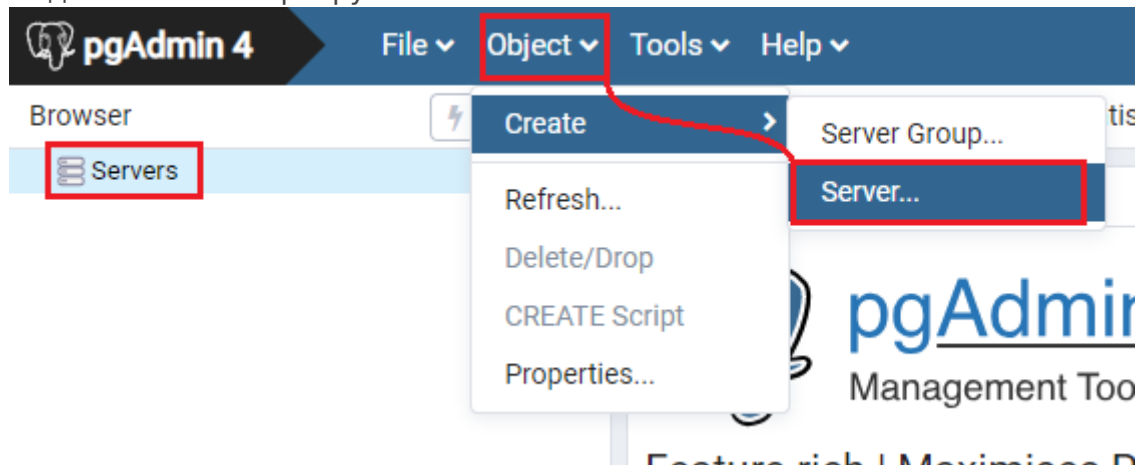 pgAdmin 4 File Object Tools Help
Browser Create Server Group...
Servers Server...
Refresh...
Delete/Drop
CREATE Script
Properties...
pgAdmin
Management Too